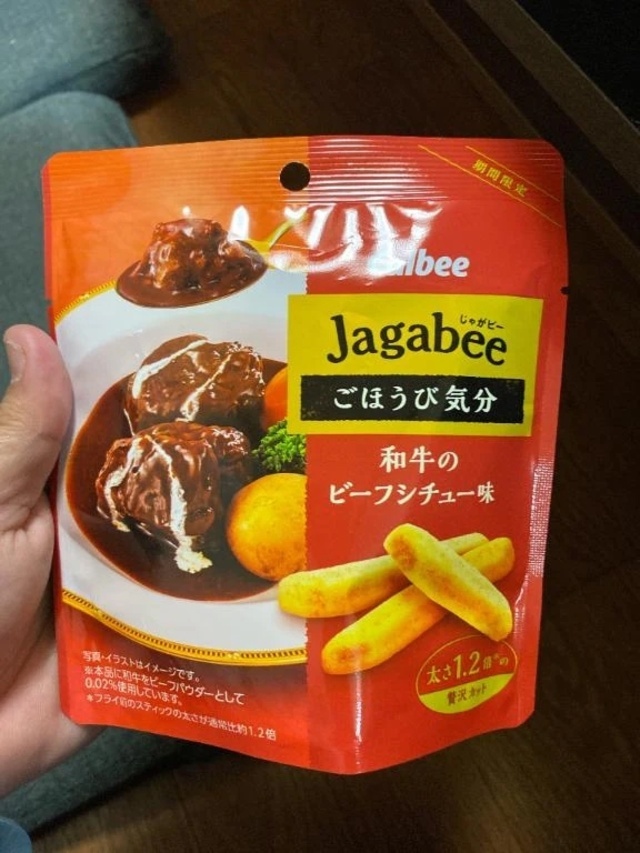 期間限定
Calbee
じゃがビー
Jagabee
ごほうび気分
和牛の
ビーフシチュー味
太さ1.2倍※の
贅沢カット
写真・イラストはイメージです。
※本品に和牛をビーフパウダーとして
0.02%使用しています。
*フライ前のスティックの太さが通常比約1.2倍